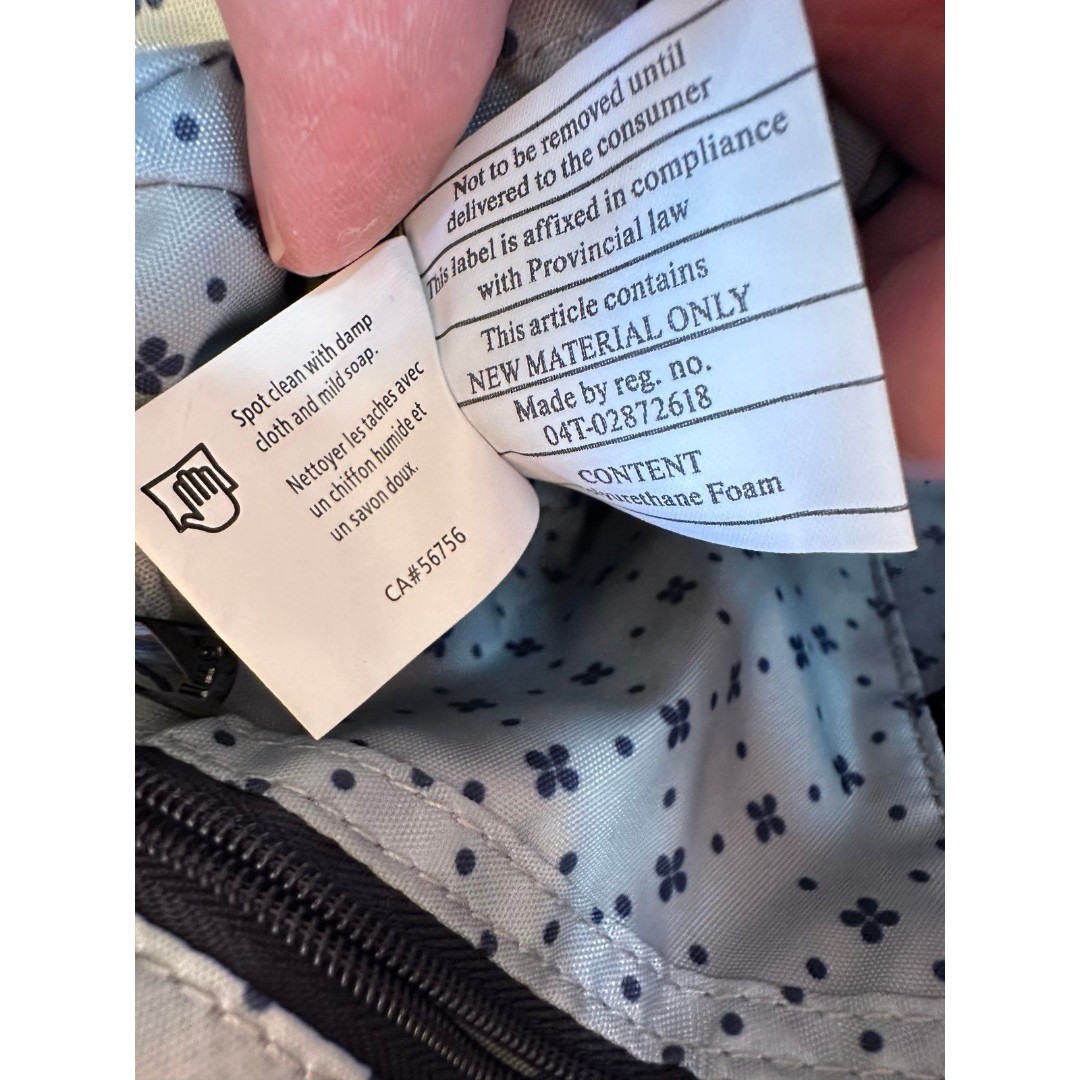 Spot clean with damp
cloth and mild soap.
Nettoyer les taches avec
un chiffon humide et
un savon doux.
CA#56756
Not to be removed until
delivered to the consumer
This label is affixed in compliance
with Provincial law
This article contains
NEW MATERIAL ONLY
Made by reg. no.
04T-02872618
CONTENT
Foam